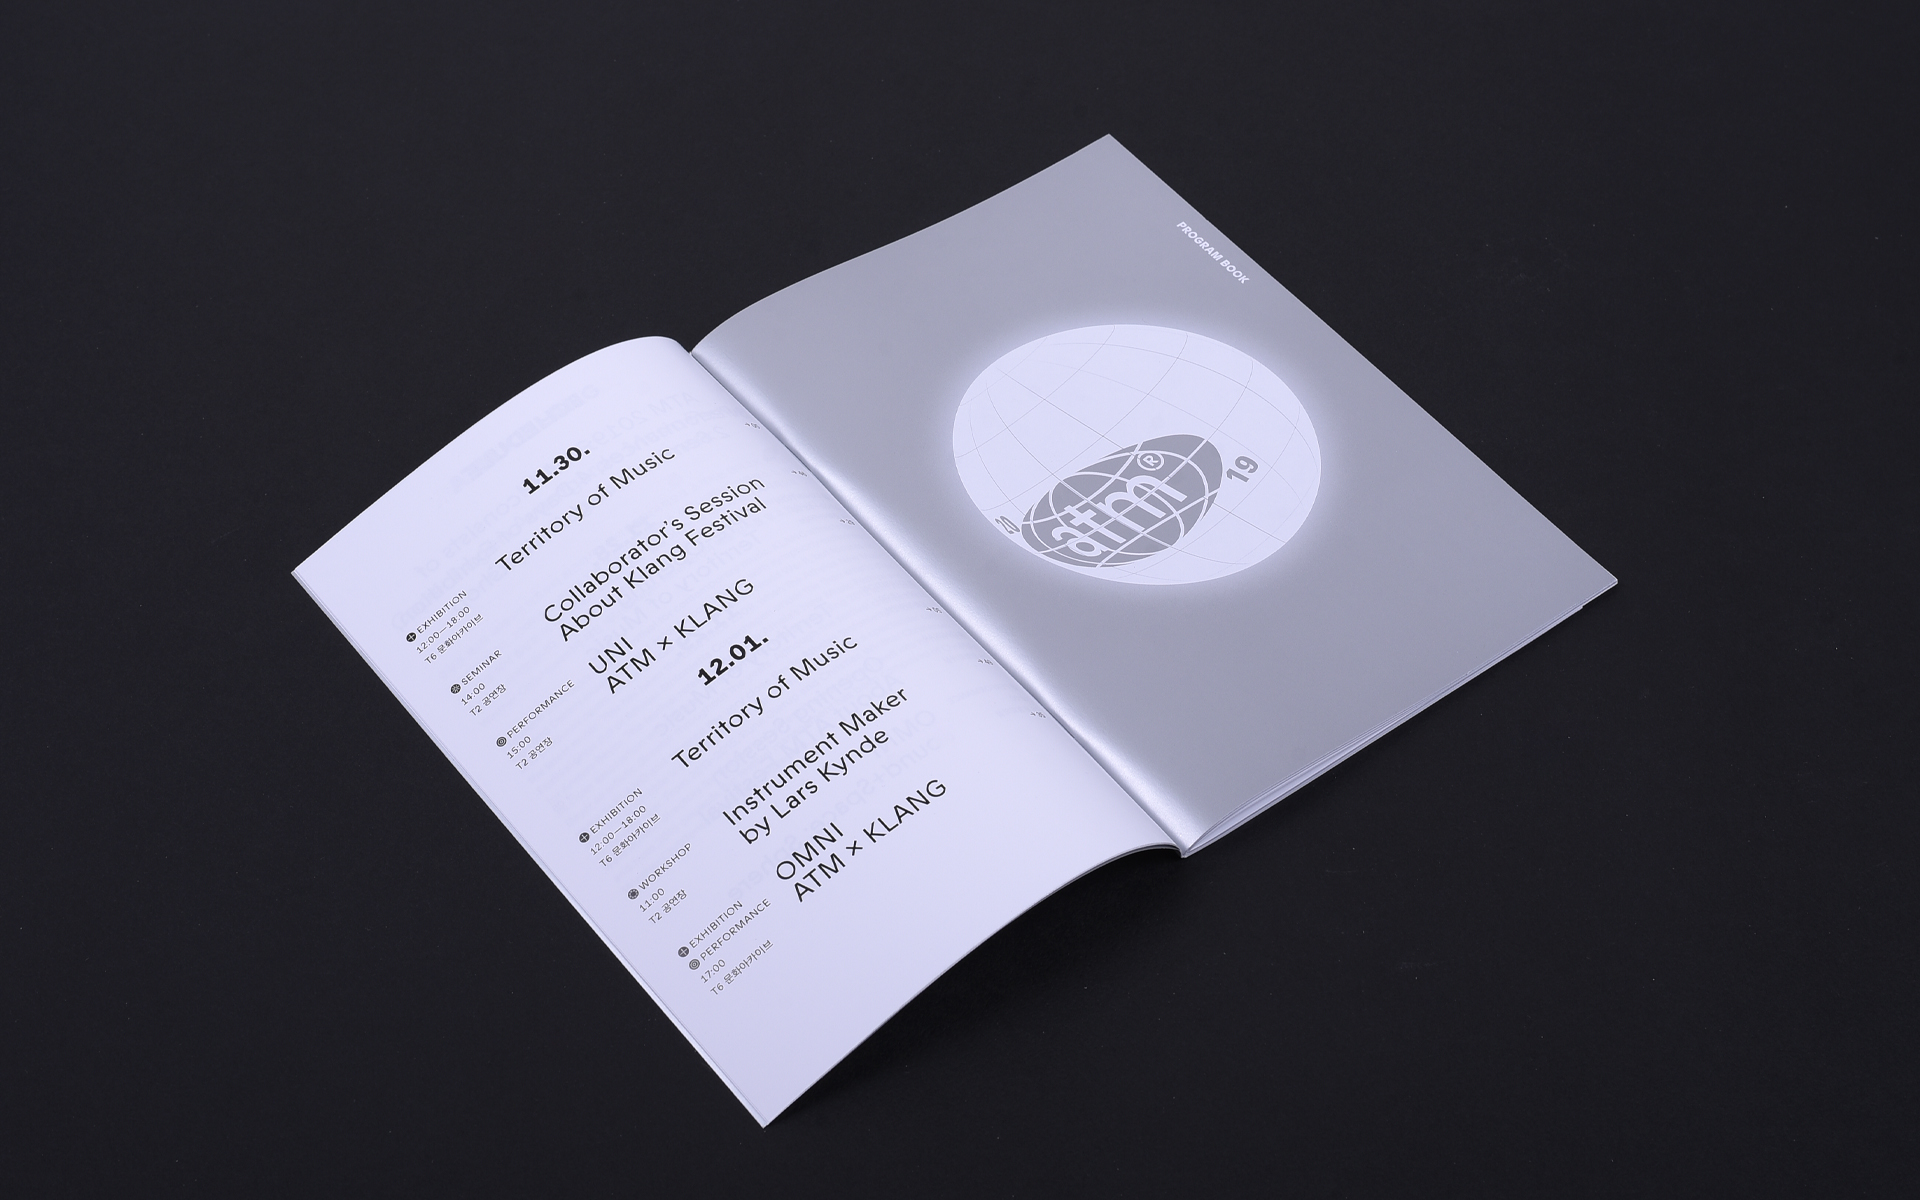 11.30.
EXHIBITION
12:00—18:00
T6 문화아카이브
Territory of Music
SEMINAR
14:00
T2 공연장
Collaborator's Session
About Klang Festival
PERFORMANCE
15:00
T2 공연장
UNI
ATM × KLANG
12.01.
EXHIBITION
12:00—18:00
T6 문화아카이브
Territory of Music
WORKSHOP
11:00
T2 공연장
Instrument Maker
by Lars Kynde
EXHIBITION
PERFORMANCE
17:00
T6 문화아카이브
OMNI
ATM × KLANG
PROGRAM BOOK
20
atm®
19